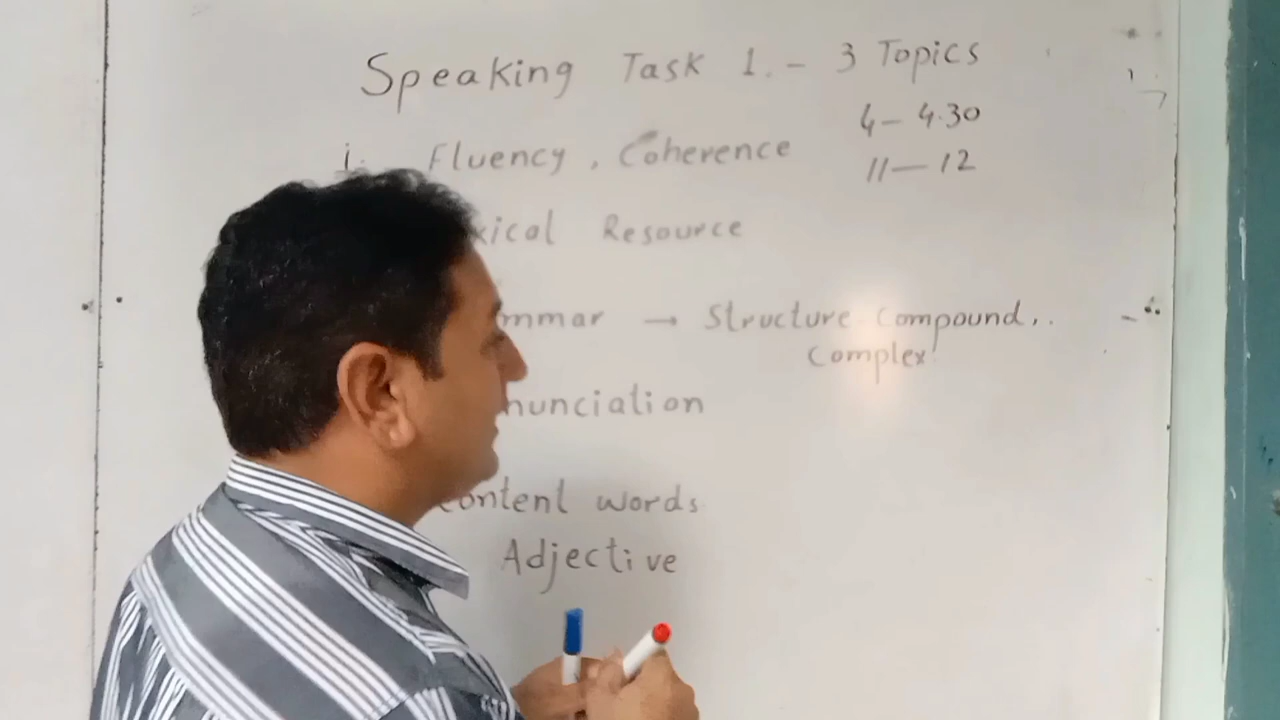 Speaking Task 1. - 3 Topics
4 - 4.30
i. - Fluency, Coherence
11 - 12
xical Resource
mmar → Structure Compound, .
Complex
nunciation
content words
Adjective